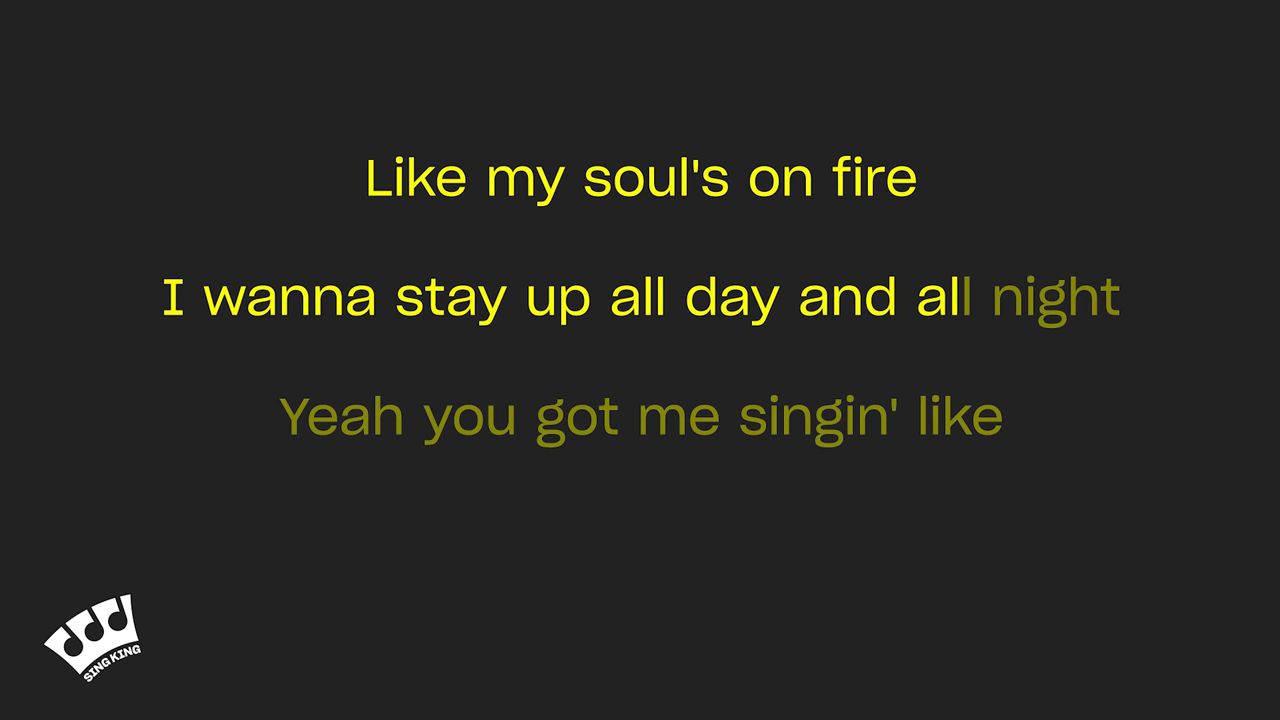 Like my soul's on fire
I wanna stay up all day and all night
Yeah you got me singin' like
SING KING